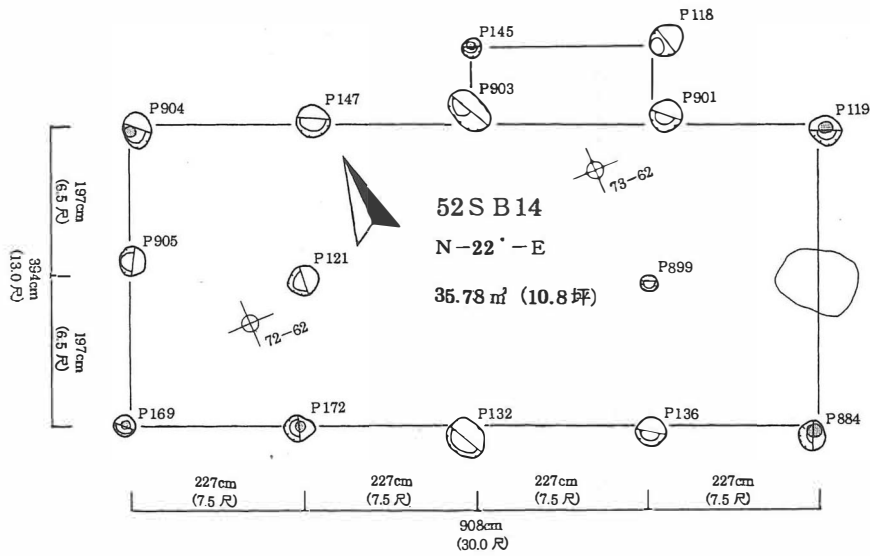 P118
P145
P904
P147
P903
P901
P119
73-62
52SB14
N-22°-E
35.78㎡ (10.8坪)
P905
P121
P899
72-62
197cm
(6.5尺)
394cm
(13.0尺)
197cm
(6.5尺)
P169
P172
P132
P136
P884
227cm
(7.5尺)
227cm
(7.5尺)
227cm
(7.5尺)
227cm
(7.5尺)
908cm
(30.0尺)